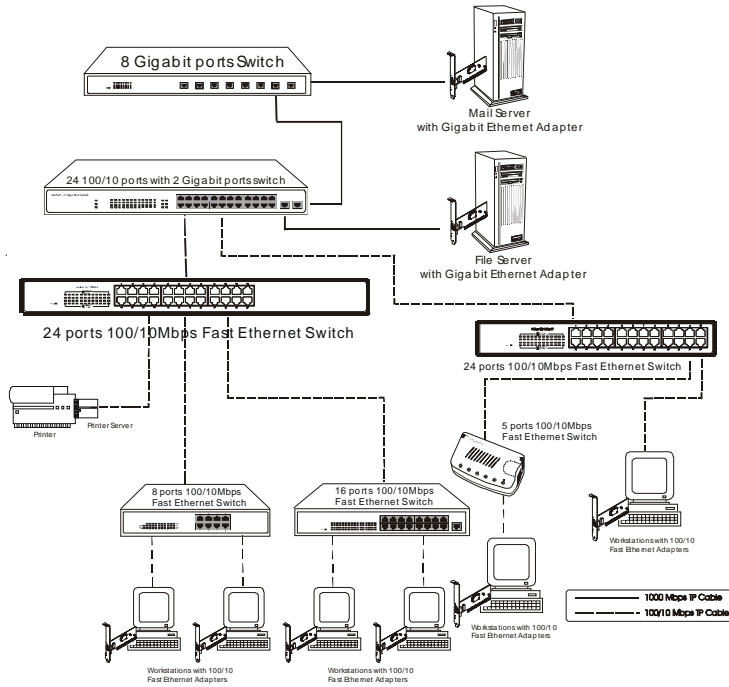 8 Gigabit ports Switch
Mail Server
with Gigabit Ethernet Adapter
24 100/10 ports with 2 Gigabit ports switch
File Server
with Gigabit Ethernet Adapter
24 ports 100/10Mbps Fast Ethernet Switch
24 ports 100/10Mbps Fast Ethernet Switch
Printer
Printer Server
5 ports 100/10Mbps
Fast Ethernet Switch
8 ports 100/10Mbps
Fast Ethernet Switch
16 ports 100/10Mbps
Fast Ethernet Switch
Workstations with 100/10
Fast Ethernet Adapters
1000 Mbps TP Cable
100/10 Mbps TP Cable
Workstations with 100/10
Fast Ethernet Adapters
Workstations with 100/10
Fast Ethernet Adapters
Workstations with 100/10
Fast Ethernet Adapters